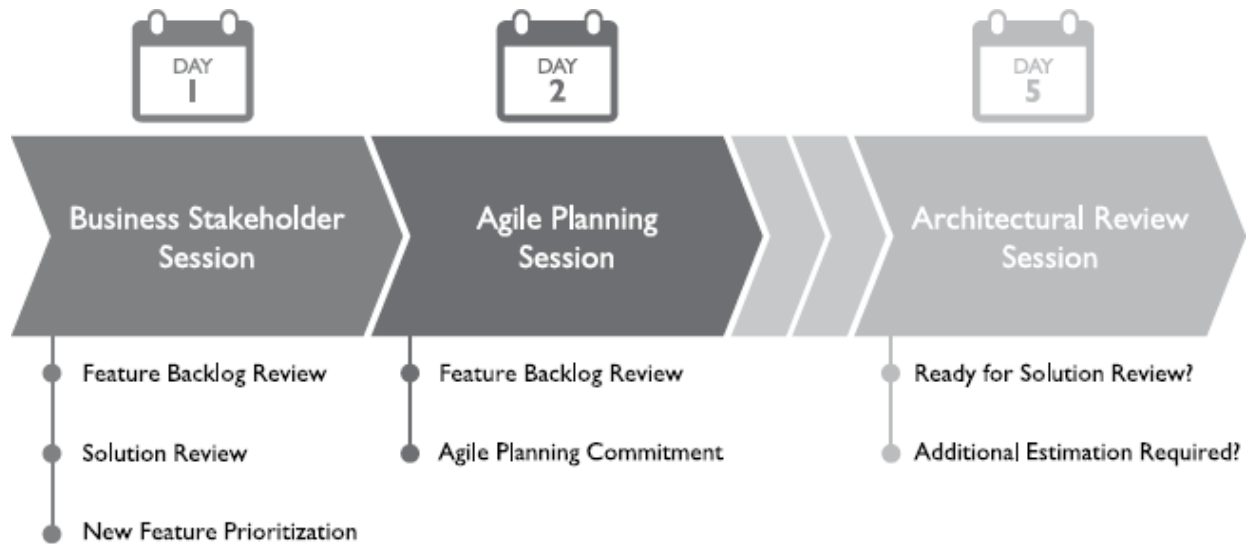 DAY
1
DAY
2
DAY
5
Business Stakeholder
Session
Agile Planning
Session
Architectural Review
Session
Feature Backlog Review
Solution Review
New Feature Prioritization
Feature Backlog Review
Agile Planning Commitment
Ready for Solution Review?
Additional Estimation Required?